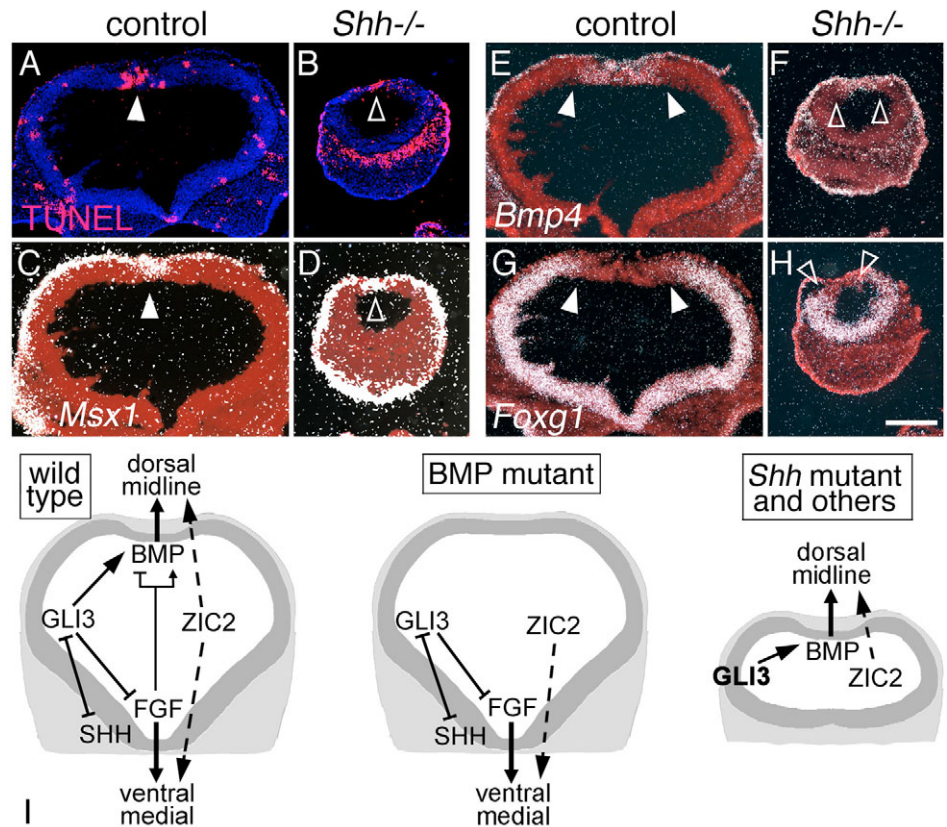 control
Shh-/-
control
Shh-/-
A
B
E
F
TUNEL
Bmp4
C
D
G
H
Msx1
Foxg1
wild
type
dorsal
midline
BMP
GLI3
ZIC2
FGF
SHH
ventral
medial
BMP mutant
GLI3
ZIC2
FGF
SHH
ventral
medial
Shh mutant
and others
dorsal
midline
BMP
GLI3
ZIC2
I